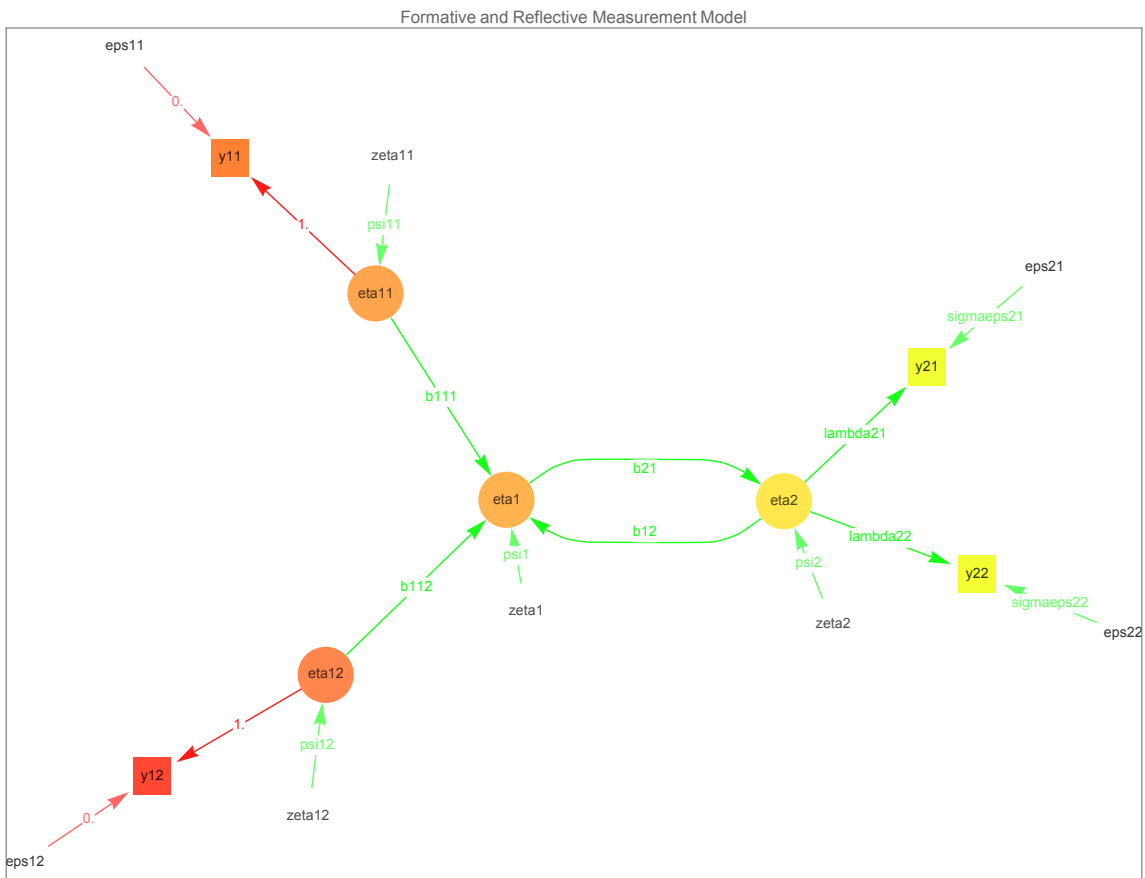 Formative and Reflective Measurement Model
eps11
0.
y11
zeta11
1.
psi11
eps21
eta11
sigmaeps21
y21
b111
lambda21
b21
eta1
eta2
b12
lambda22
psi1
psi2
y22
b112
sigmaeps22
zeta1
zeta2
eps22
eta12
1.
psi12
y12
zeta12
0.
eps12